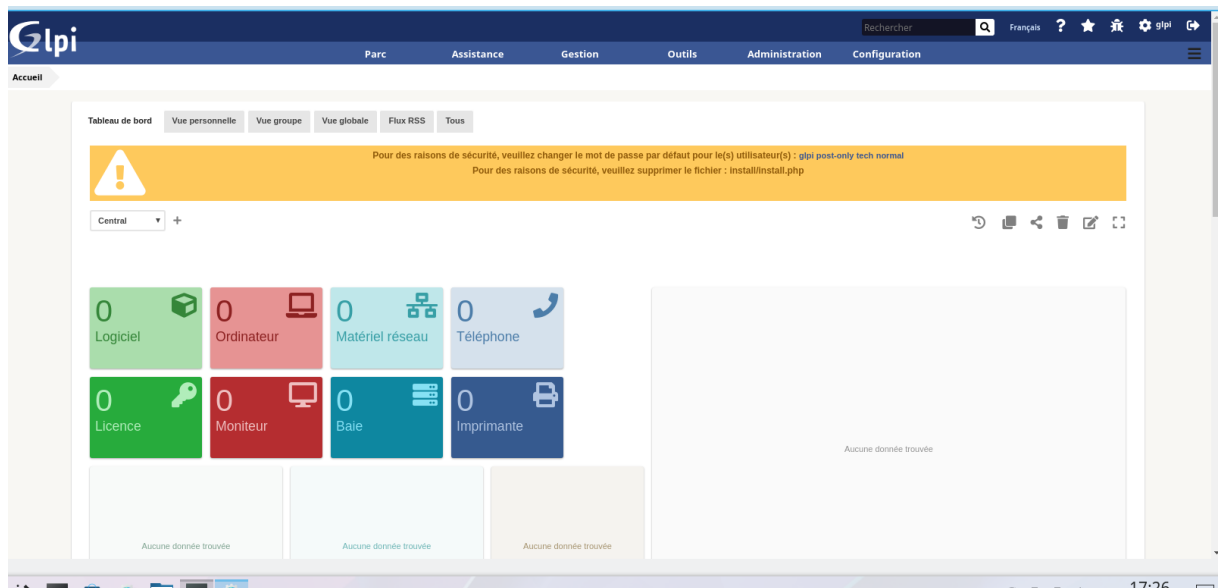 Glpi
Rechercher
Français ? glpi
Parc Assistance Gestion Outils Administration Configuration
Accueil
Tableau de bord Vue personnelle Vue groupe Vue globale Flux RSS Tous
Pour des raisons de sécurité, veuillez changer le mot de passe par défaut pour le(s) utilisateur(s) : glpi post-only tech normal
Pour des raisons de sécurité, veuillez supprimer le fichier : install/install.php
Central
0 0 0 0
Logiciel Ordinateur Matériel réseau Téléphone
0 0 0 0
Licence Moniteur Baie Imprimante
Aucune donnée trouvée
Aucune donnée trouvée Aucune donnée trouvée Aucune donnée trouvée
17:26